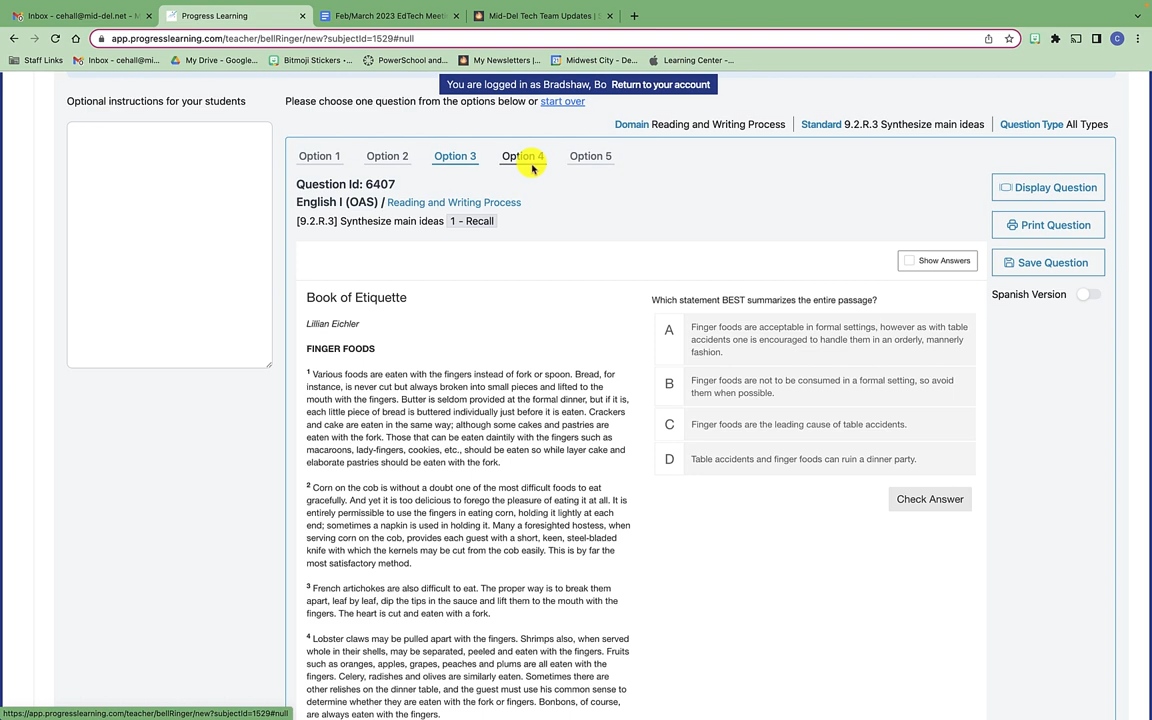 Inbox - cehall@mid-del.net - M
Progress Learning
Feb/March 2023 EdTech Meeti
Mid-Del Tech Team Updates | S
app.progresslearning.com/teacher/bellRinger/new?subjectId=1529#null
C
Staff Links
Inbox - cehall@mi...
My Drive - Google...
Bitmoji Stickers •...
PowerSchool and...
My Newsletters |...
Midwest City - De...
Learning Center -...
You are logged in as Bradshaw, Bo Return to your account
Optional instructions for your students
Please choose one question from the options below or start over
Domain Reading and Writing Process
Standard 9.2.R.3 Synthesize main ideas
Question Type All Types
Option 1
Option 2
Option 3
Option 4
Option 5
Question Id: 6407
English I (OAS) / Reading and Writing Process
[9.2.R.3] Synthesize main ideas 1 - Recall
Display Question
Print Question
Save Question
Spanish Version
Show Answers
Book of Etiquette
Lillian Eichler
FINGER FOODS
1 Various foods are eaten with the fingers instead of fork or spoon. Bread, for
instance, is never cut but always broken into small pieces and lifted to the
mouth with the fingers. Butter is seldom provided at the formal dinner, but if it is,
each little piece of bread is buttered individually just before it is eaten. Crackers
and cake are eaten in the same way; although some cakes and pastries are
eaten with the fork. Those that can be eaten daintily with the fingers such as
macaroons, lady-fingers, cookies, etc., should be eaten so while layer cake and
elaborate pastries should be eaten with the fork.
2 Corn on the cob is without a doubt one of the most difficult foods to eat
gracefully. And yet it is too delicious to forego the pleasure of eating it at all. It is
entirely permissible to use the fingers in eating corn, holding it lightly at each
end; sometimes a napkin is used in holding it. Many a foresighted hostess, when
serving corn on the cob, provides each guest with a short, keen, steel-bladed
knife with which the kernels may be cut from the cob easily. This is by far the
most satisfactory method.
3 French artichokes are also difficult to eat. The proper way is to break them
apart, leaf by leaf, dip the tips in the sauce and lift them to the mouth with the
fingers. The heart is cut and eaten with a fork.
4 Lobster claws may be pulled apart with the fingers. Shrimps also, when served
whole in their shells, may be separated, peeled and eaten with the fingers. Fruits
such as oranges, apples, grapes, peaches and plums are all eaten with the
fingers. Celery, radishes and olives are similarly eaten. Sometimes there are
other relishes on the dinner table, and the guest must use his common sense to
determine whether they are eaten with the fork or fingers. Bonbons, of course,
are always eaten with the fingers.
Which statement BEST summarizes the entire passage?
A
Finger foods are acceptable in formal settings, however as with table
accidents one is encouraged to handle them in an orderly, mannerly
fashion.
B
Finger foods are not to be consumed in a formal setting, so avoid
them when possible.
C
Finger foods are the leading cause of table accidents.
D
Table accidents and finger foods can ruin a dinner party.
Check Answer
https://app.progresslearning.com/teacher/bellRinger/new?subjectId=1529#null